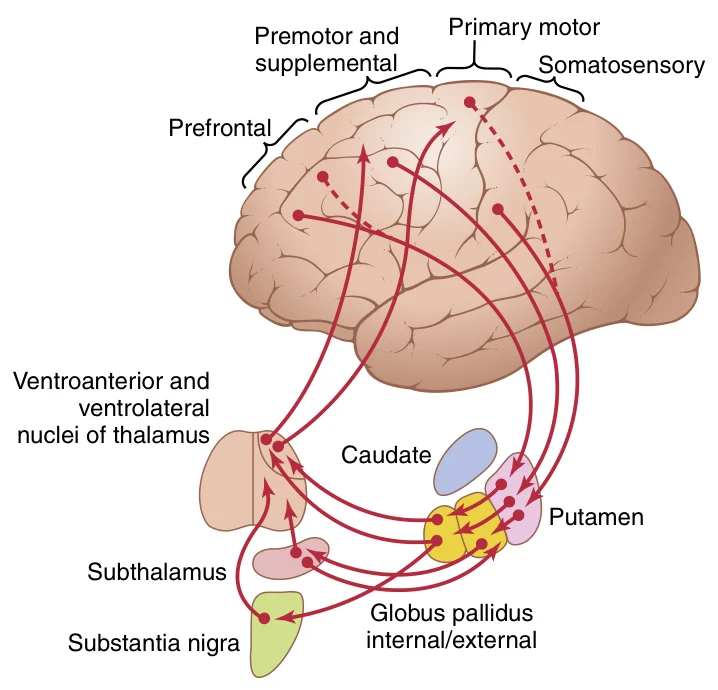 Primary motor
Premotor and
supplemental
Somatosensory
Prefrontal
Ventroanterior and
ventrolateral
nuclei of thalamus
Caudate
Putamen
Subthalamus
Globus pallidus
internal/external
Substantia nigra